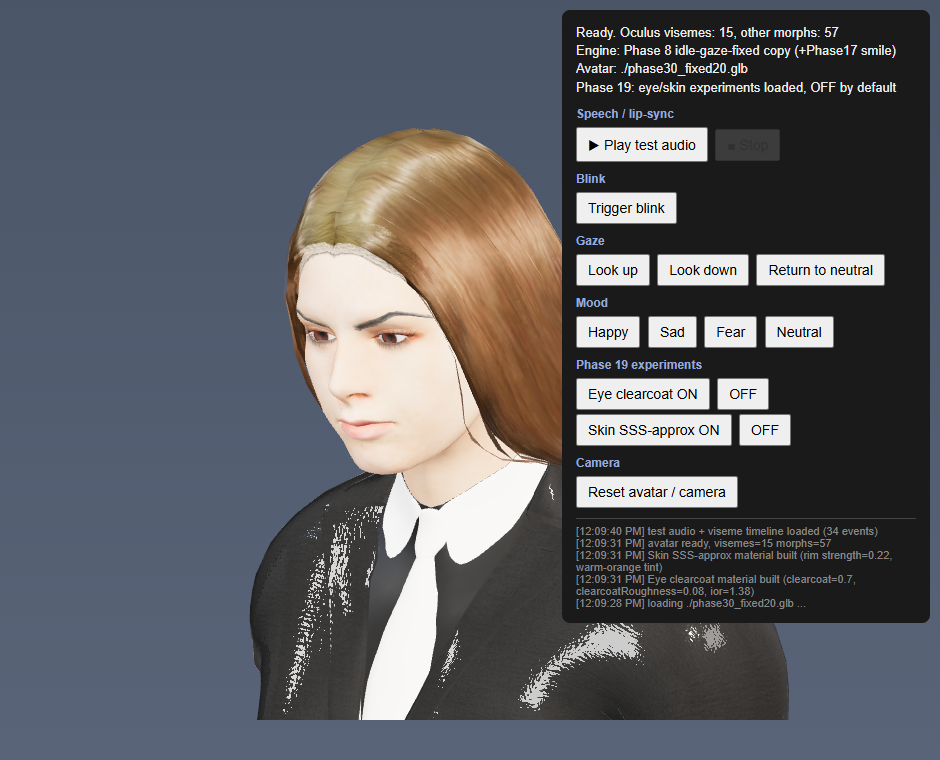 Ready. Oculus visemes: 15, other morphs: 57
Engine: Phase 8 idle-gaze-fixed copy (+Phase17 smile)
Avatar: ./phase30_fixed20.glb
Phase 19: eye/skin experiments loaded, OFF by default
Speech / lip-sync
▶ Play test audio ■ Stop
Blink
Trigger blink
Gaze
Look up Look down Return to neutral
Mood
Happy Sad Fear Neutral
Phase 19 experiments
Eye clearcoat ON OFF
Skin SSS-approx ON OFF
Camera
Reset avatar / camera
[12:09:40 PM] test audio + viseme timeline loaded (34 events)
[12:09:31 PM] avatar ready, visemes=15 morphs=57
[12:09:31 PM] Skin SSS-approx material built (rim strength=0.22,
warm-orange tint)
[12:09:31 PM] Eye clearcoat material built (clearcoat=0.7,
clearcoatRoughness=0.08, ior=1.38)
[12:09:28 PM] loading ./phase30_fixed20.glb ...